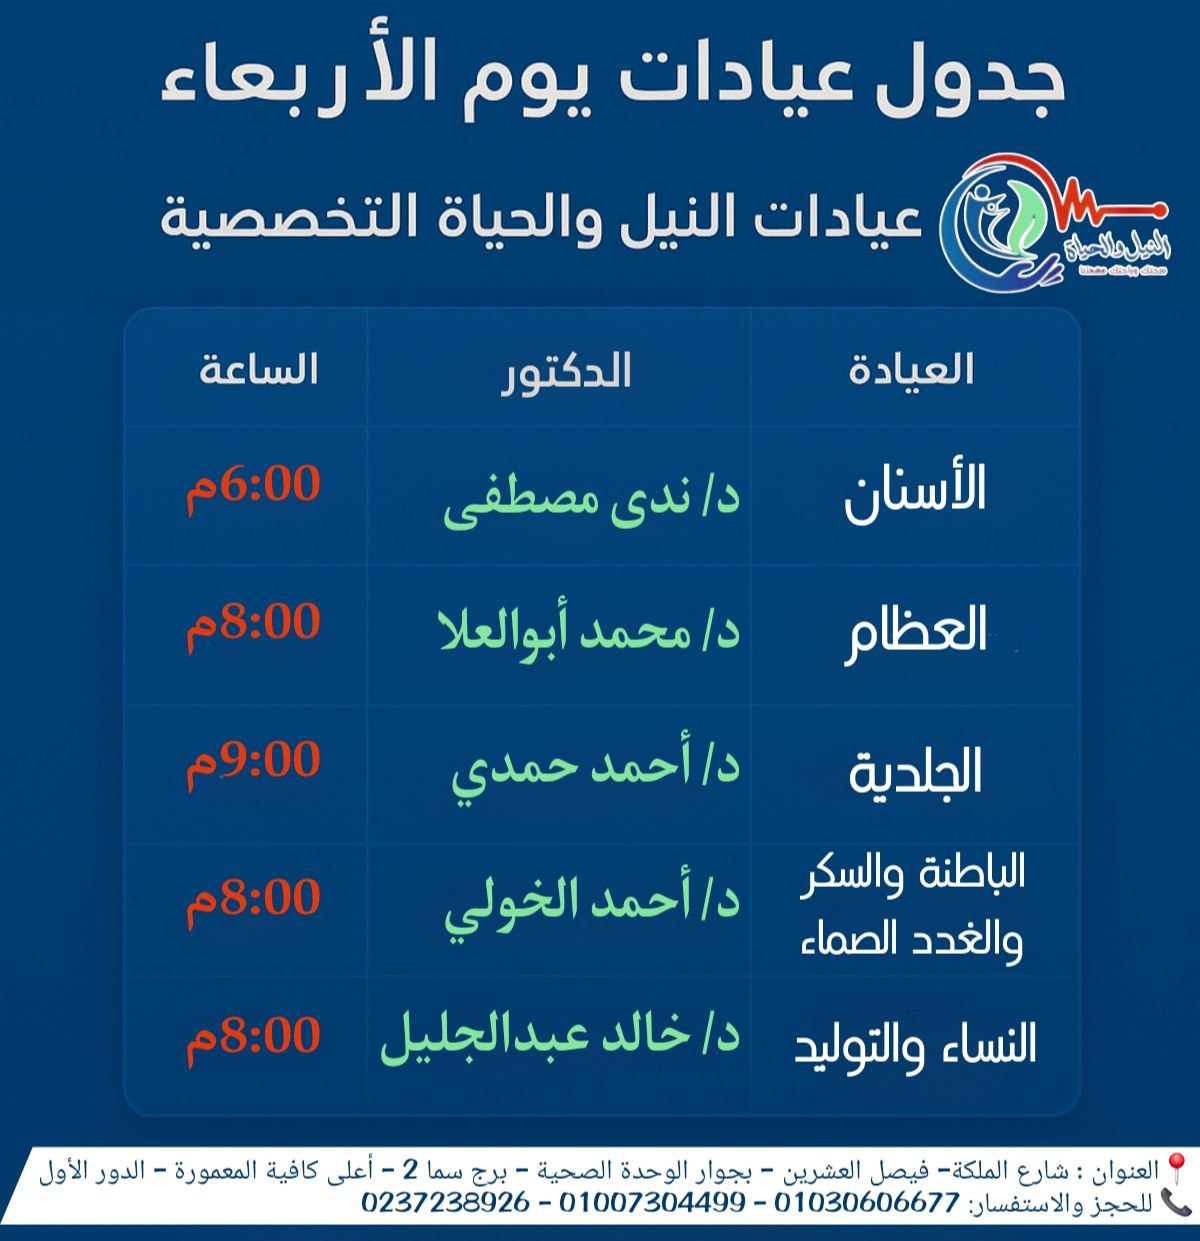 جدول عيادات يوم الأربعاء
عيادات النيل والحياة التخصصية
النيل والحياة
صحتك وراحتك مهمتنا
العيادة الدكتور الساعة
الأسنان د/ ندى مصطفى 6:00م
العظام د/ محمد أبوالعلا 8:00م
الجلدية د/ أحمد حمدي 9:00م
الباطنة والسكر
والغدد الصماء د/ أحمد الخولي 8:00م
النساء والتوليد د/ خالد عبدالجليل 8:00م
العنوان : شارع الملكة- فيصل العشرين - بجوار الوحدة الصحية - برج سما 2 - أعلى كافية المعمورة - الدور الأول
للحجز والاستفسار: 01030606677 - 01007304499 - 0237238926